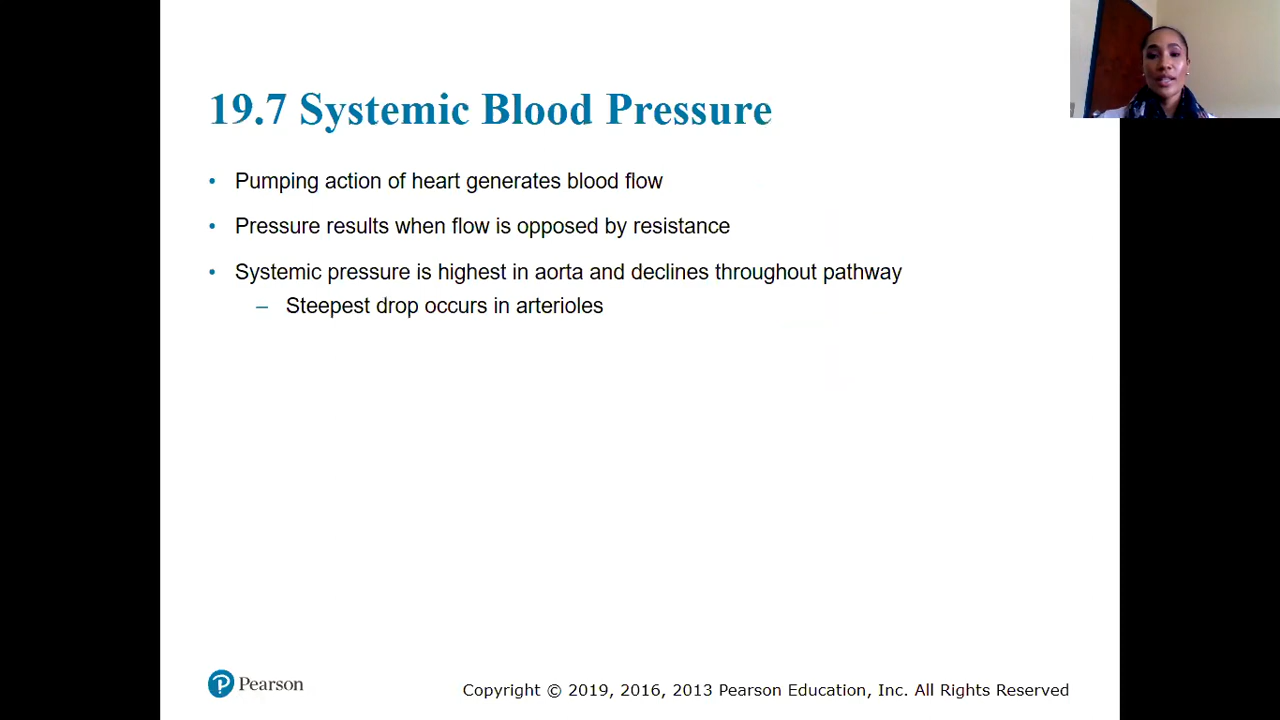 19.7 Systemic Blood Pressure
• Pumping action of heart generates blood flow
• Pressure results when flow is opposed by resistance
• Systemic pressure is highest in aorta and declines throughout pathway
– Steepest drop occurs in arterioles
P Pearson
Copyright © 2019, 2016, 2013 Pearson Education, Inc. All Rights Reserved